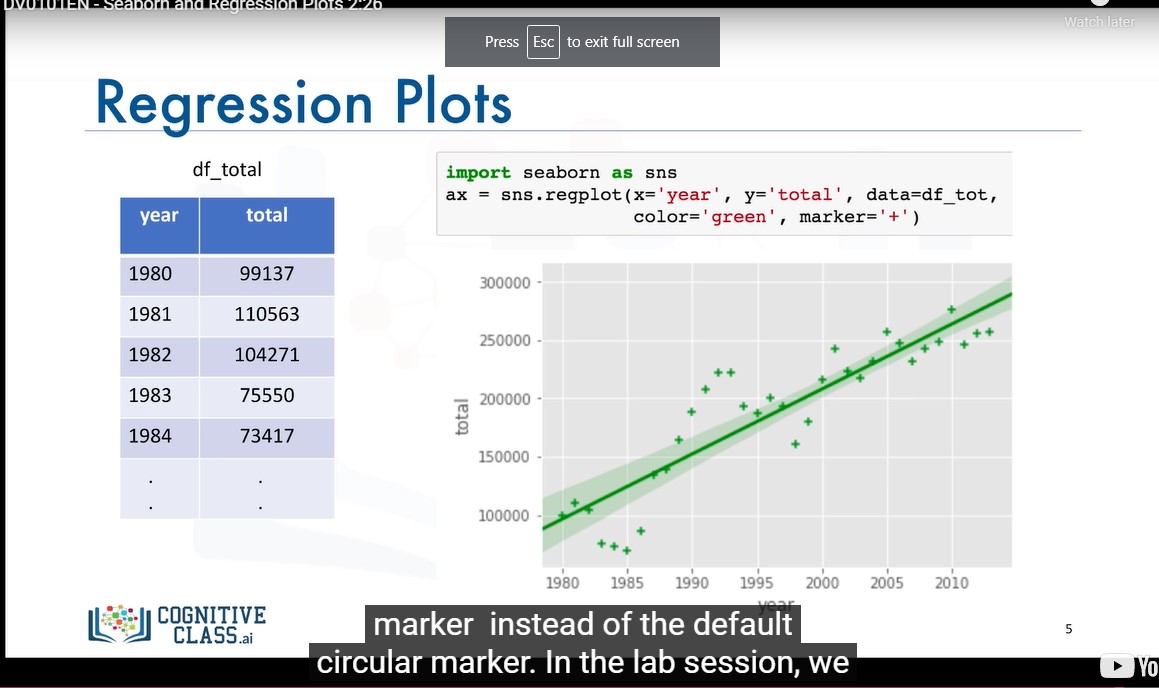 DV0101EN - Seaborn and Regression Plots 2:26
Watch later
Press Esc to exit full screen
Regression Plots
df_total
year total
1980 99137
1981 110563
1982 104271
1983 75550
1984 73417
. .
. .
import seaborn as sns
ax = sns.regplot(x='year', y='total', data=df_tot,
color='green', marker='+')
300000
250000
200000
150000
100000
total
1980 1985 1990 1995 2000 2005 2010
year
COGNITIVE
CLASS.ai
marker instead of the default
circular marker. In the lab session, we
5
Yo